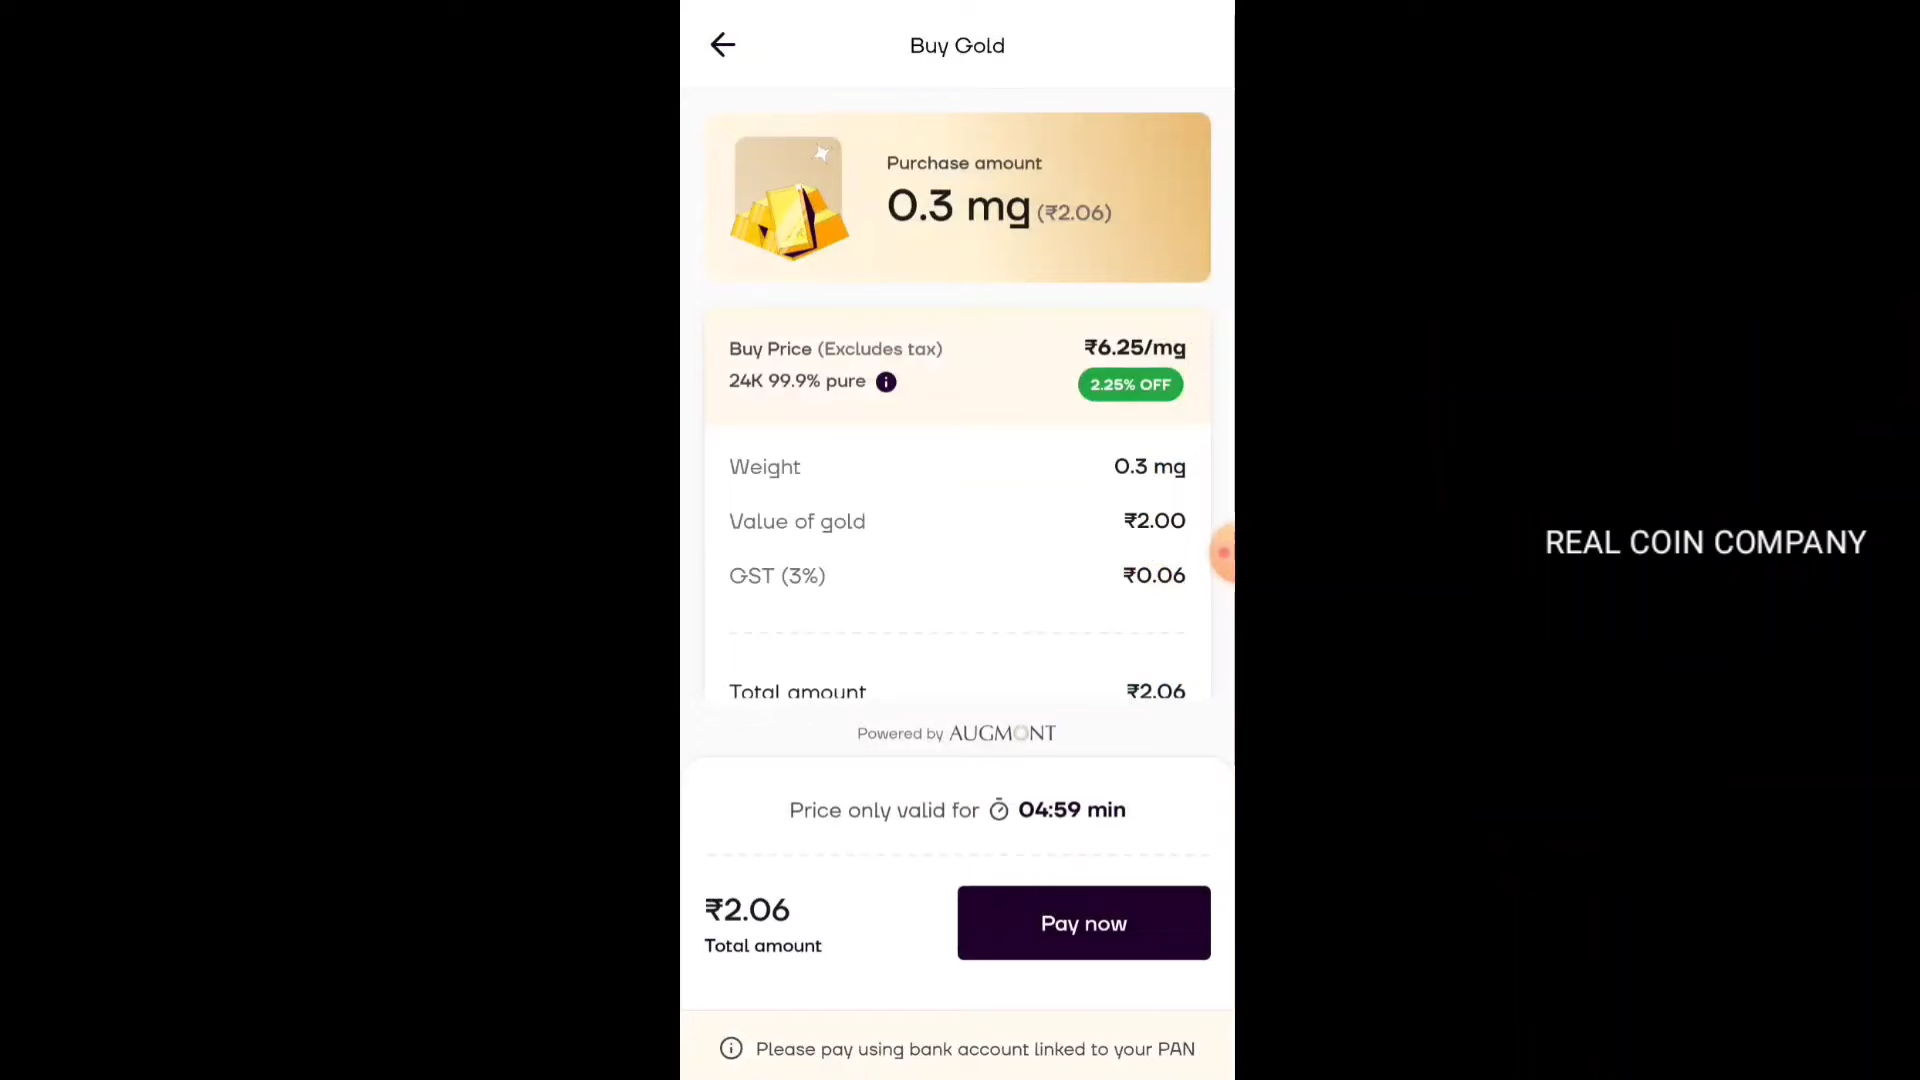 Buy Gold
Purchase amount
0.3 mg (₹2.06)
Buy Price (Excludes tax)
₹6.25/mg
24K 99.9% pure
2.25% OFF
Weight
0.3 mg
Value of gold
₹2.00
GST (3%)
₹0.06
Total amount
₹2.06
Powered by AUGMONT
Price only valid for 04:59 min
₹2.06
Total amount
Pay now
Please pay using bank account linked to your PAN
REAL COIN COMPANY